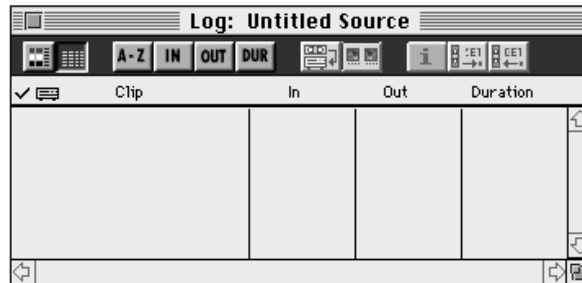 Log: Untitled Source
A-Z IN OUT DUR
Clip In Out Duration